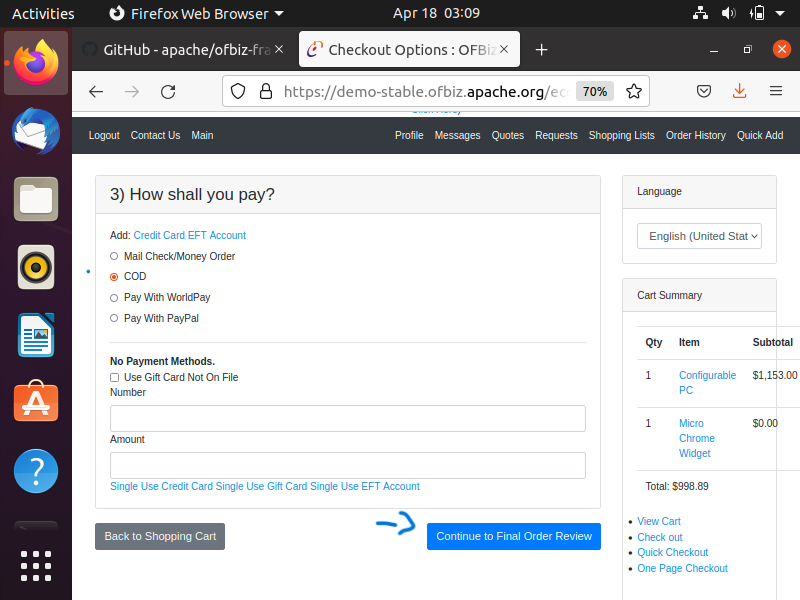 Activities
Firefox Web Browser
Apr 18 03:09
GitHub - apache/ofbiz-fra
Checkout Options : OFBiz
https://demo-stable.ofbiz.apache.org/eco
70%
Logout
Contact Us
Main
Profile
Messages
Quotes
Requests
Shopping Lists
Order History
Quick Add
3) How shall you pay?
Add: Credit Card EFT Account
Mail Check/Money Order
COD
Pay With WorldPay
Pay With PayPal
No Payment Methods.
Use Gift Card Not On File
Number
Amount
Single Use Credit Card Single Use Gift Card Single Use EFT Account
Back to Shopping Cart
Continue to Final Order Review
Language
English (United Stat
Cart Summary
Qty Item Subtotal
1 Configurable PC $1,153.00
1 Micro Chrome Widget $0.00
Total: $998.89
View Cart
Check out
Quick Checkout
One Page Checkout